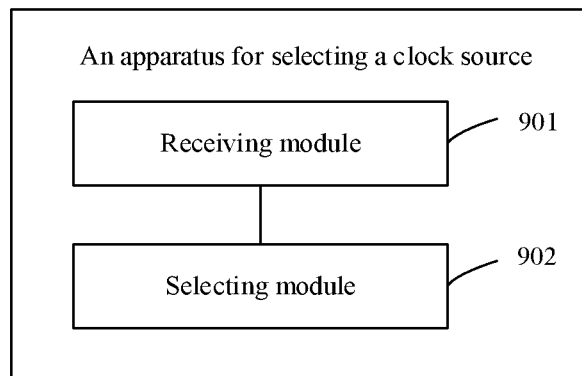 An apparatus for selecting a clock source
Receiving module
901
Selecting module
902